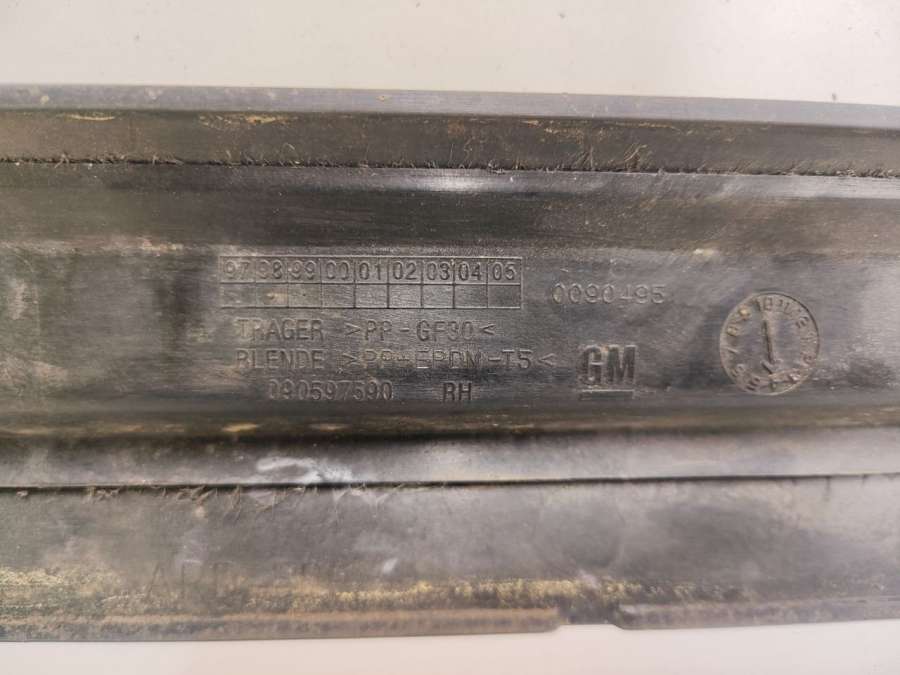 97 98 99 00 01 02 03 04 05
0090495
TRAGER >PP-GF30<
BLENDE >PP+EPDM-T5<
GM
090597590 RH